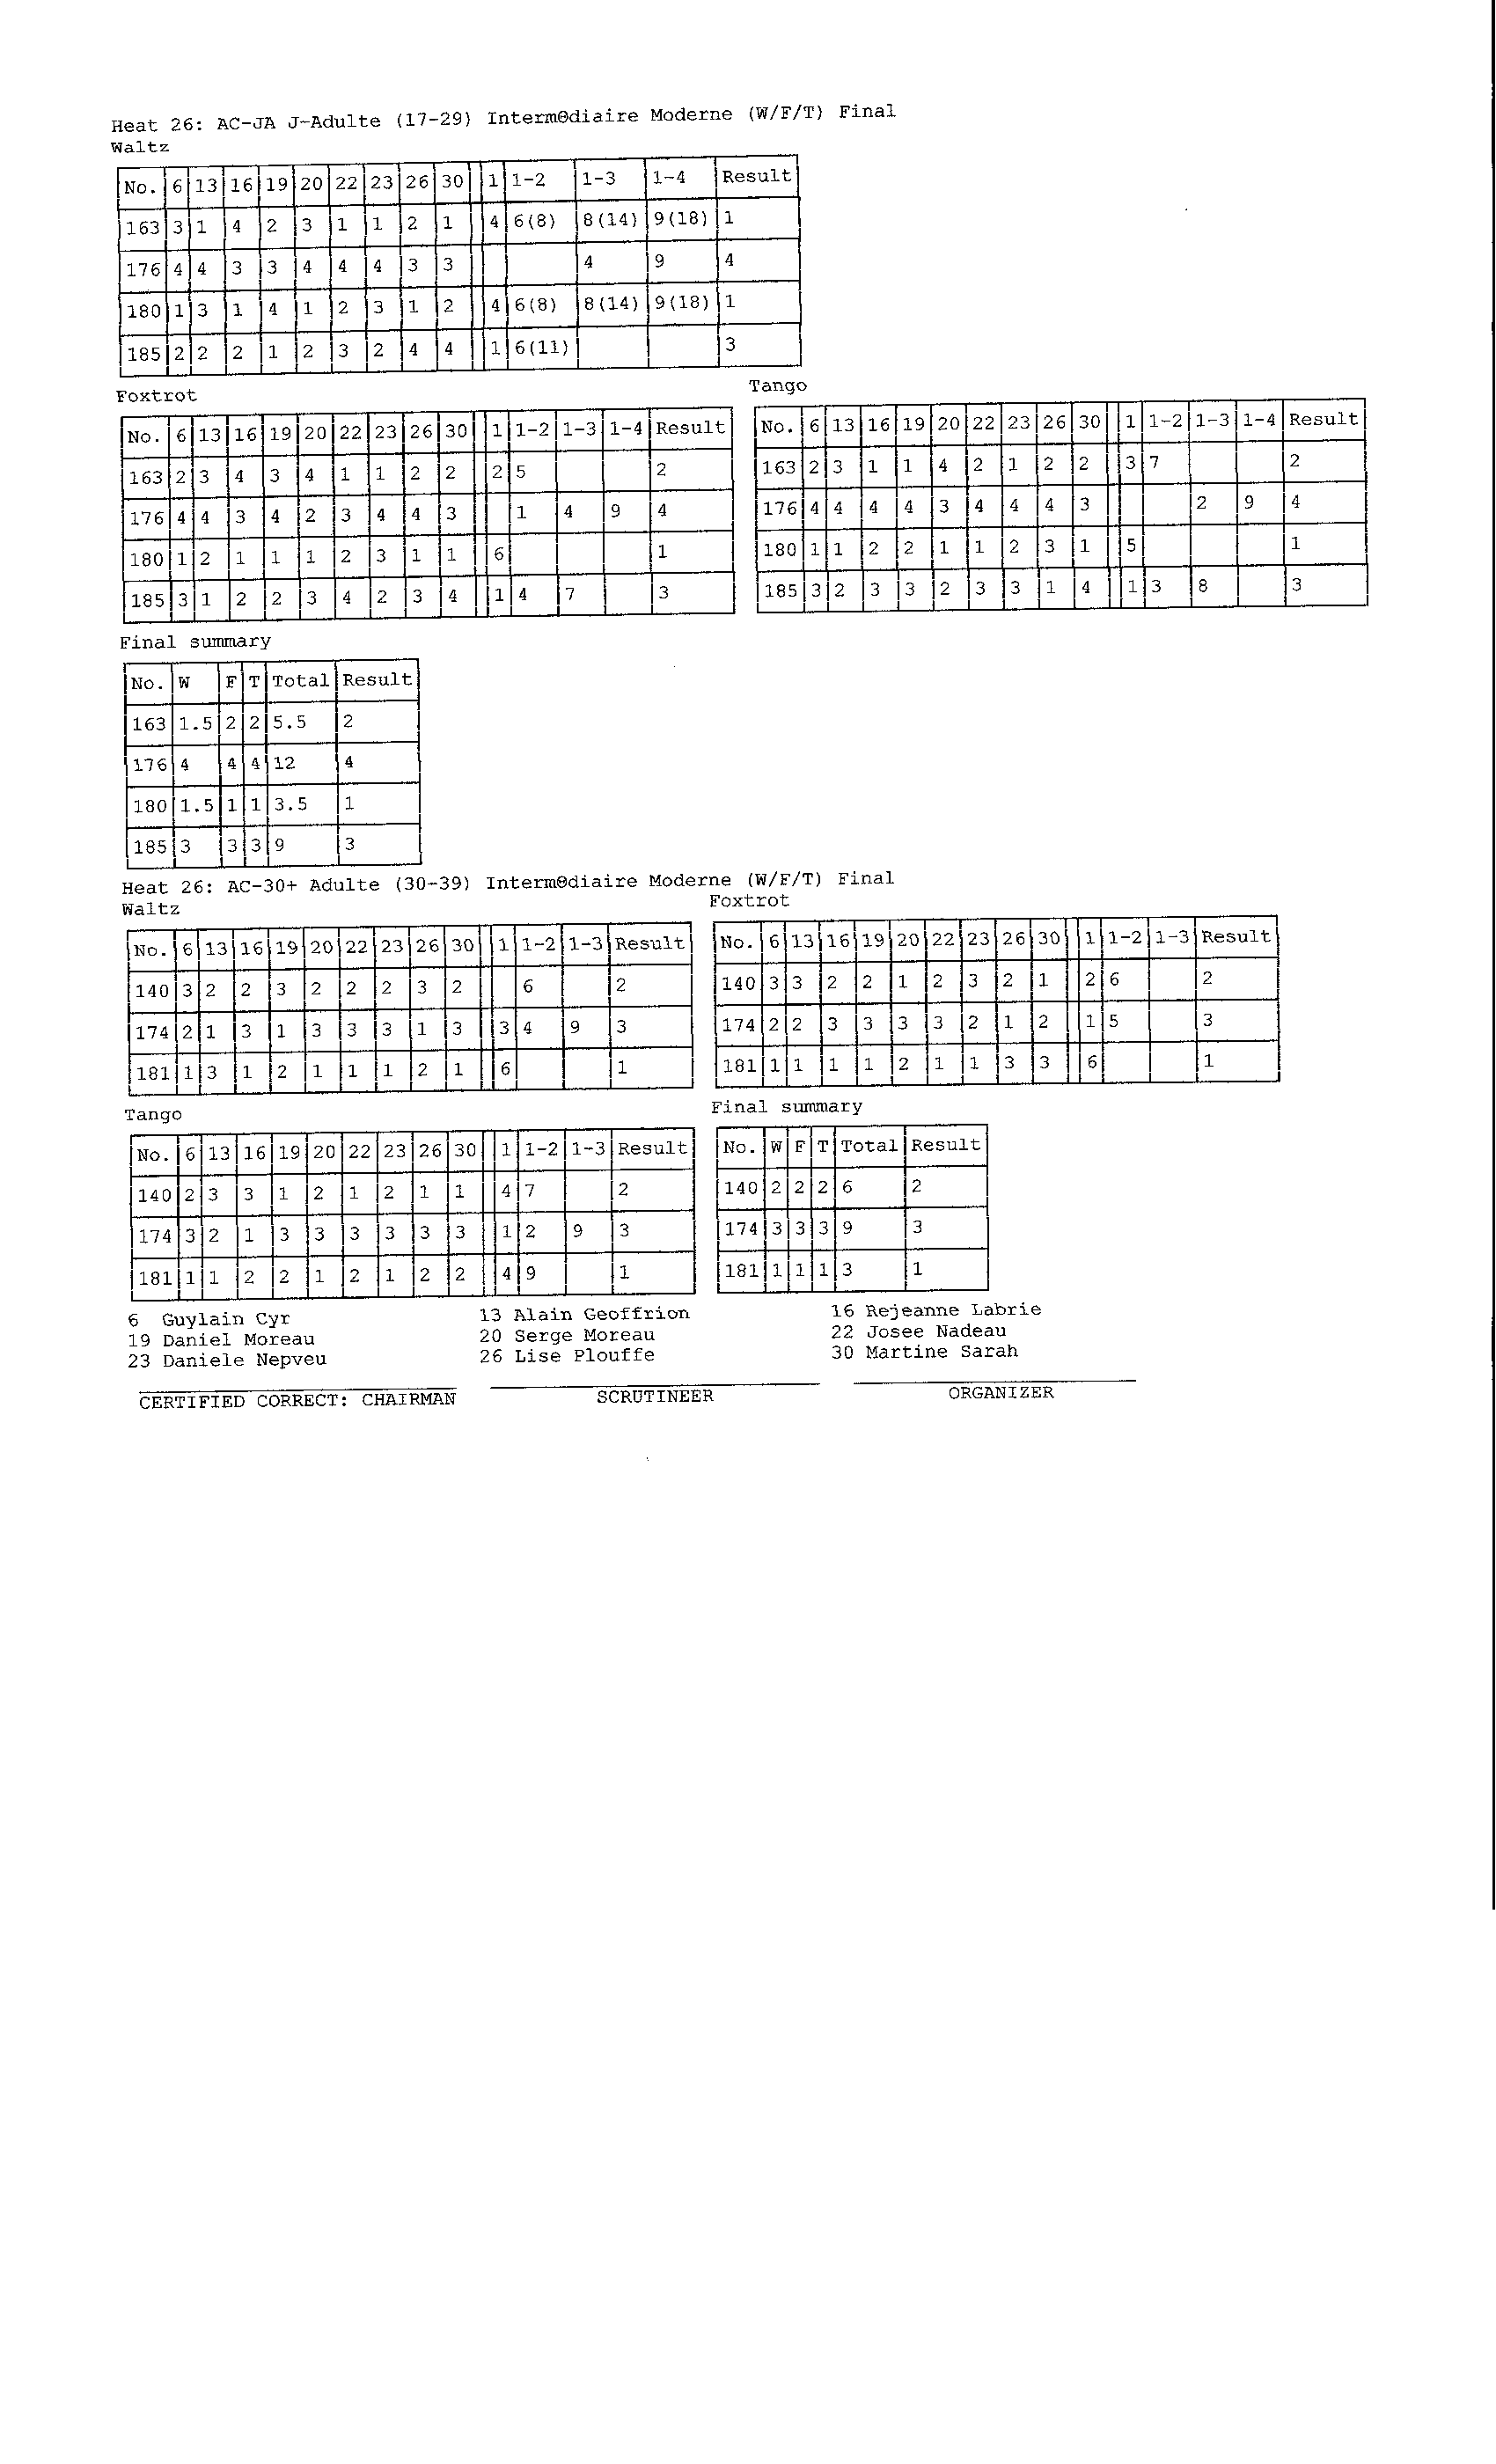 Heat 26: AC-JA J-Adulte (17-29) IntermΘdiaire Moderne (W/F/T) Final
Waltz
No. 6 13 16 19 20 22 23 26 30 1 1-2 1-3 1-4 Result
163 3 1 4 2 3 1 1 2 1 4 6(8) 8(14) 9(18) 1
176 4 4 3 3 4 4 4 3 3 4 9 4
180 1 3 1 4 1 2 3 1 2 4 6(8) 8(14) 9(18) 1
185 2 2 2 1 2 3 2 4 4 1 6(11) 3
Foxtrot
No. 6 13 16 19 20 22 23 26 30 1 1-2 1-3 1-4 Result
163 2 3 4 3 4 1 1 2 2 2 5 2
176 4 4 3 4 2 3 4 4 3 1 4 9 4
180 1 2 1 1 1 2 3 1 1 6 1
185 3 1 2 2 3 4 2 3 4 1 4 7 3
Tango
No. 6 13 16 19 20 22 23 26 30 1 1-2 1-3 1-4 Result
163 2 3 1 1 4 2 1 2 2 3 7 2
176 4 4 4 4 3 4 4 4 3 2 9 4
180 1 1 2 2 1 1 2 3 1 5 1
185 3 2 3 3 2 3 3 1 4 1 3 8 3
Final summary
No. W F T Total Result
163 1.5 2 2 5.5 2
176 4 4 4 12 4
180 1.5 1 1 3.5 1
185 3 3 3 9 3
Heat 26: AC-30+ Adulte (30-39) IntermΘdiaire Moderne (W/F/T) Final
Waltz
No. 6 13 16 19 20 22 23 26 30 1 1-2 1-3 Result
140 3 2 2 3 2 2 2 3 2 6 2
174 2 1 3 1 3 3 3 1 3 3 4 9 3
181 1 3 1 2 1 1 1 2 1 6 1
Foxtrot
No. 6 13 16 19 20 22 23 26 30 1 1-2 1-3 Result
140 3 3 2 2 1 2 3 2 1 2 6 2
174 2 2 3 3 3 3 2 1 2 1 5 3
181 1 1 1 1 2 1 1 3 3 6 1
Tango
No. 6 13 16 19 20 22 23 26 30 1 1-2 1-3 Result
140 2 3 3 1 2 1 2 1 1 4 7 2
174 3 2 1 3 3 3 3 3 3 1 2 9 3
181 1 1 2 2 1 2 1 2 2 4 9 1
Final summary
No. W F T Total Result
140 2 2 2 6 2
174 3 3 3 9 3
181 1 1 1 3 1
6 Guylain Cyr 13 Alain Geoffrion 16 Rejeanne Labrie
19 Daniel Moreau 20 Serge Moreau 22 Josee Nadeau
23 Daniele Nepveu 26 Lise Plouffe 30 Martine Sarah
CERTIFIED CORRECT: CHAIRMAN SCRUTINEER ORGANIZER